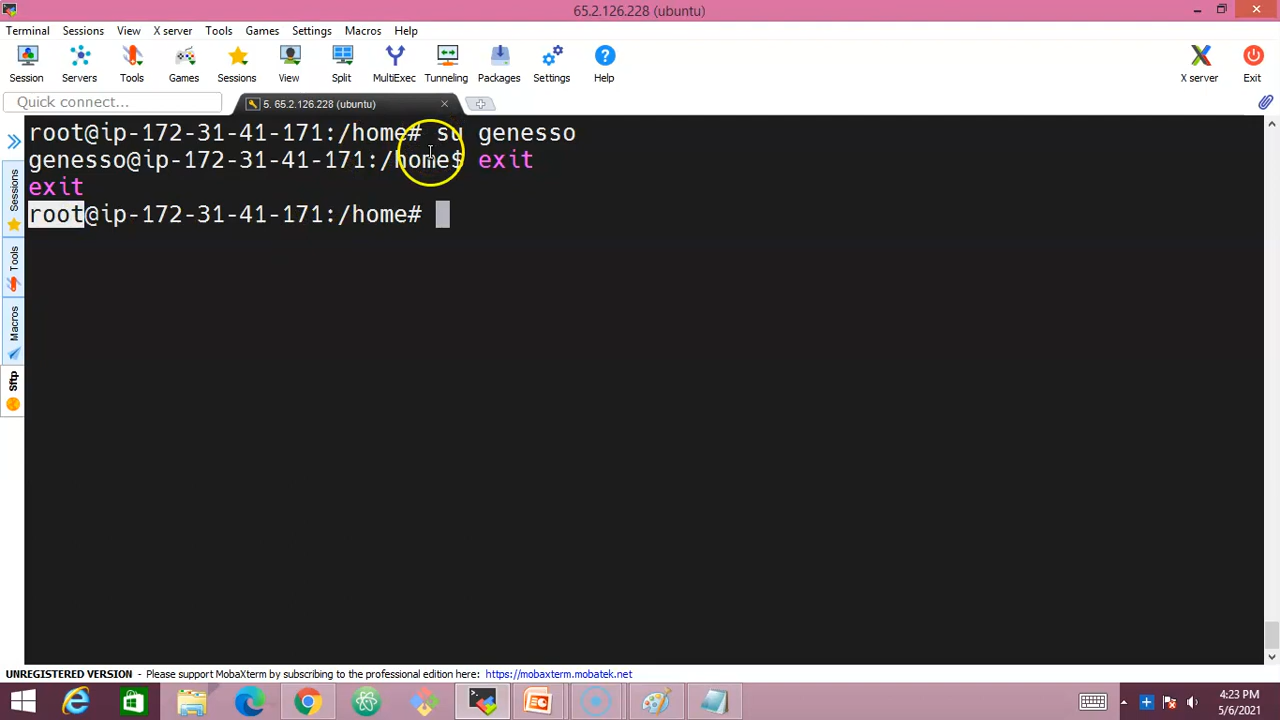 65.2.126.228 (ubuntu)
Terminal Sessions View X server Tools Games Settings Macros Help
Session Servers Tools Games Sessions View Split MultiExec Tunneling Packages Settings Help X server Exit
Quick connect... 5. 65.2.126.228 (ubuntu)
root@ip-172-31-41-171:/home# su genesso
genesso@ip-172-31-41-171:/home$ exit
exit
root@ip-172-31-41-171:/home#
Sessions
Tools
Macros
Sftp
UNREGISTERED VERSION - Please support MobaXterm by subscribing to the professional edition here: https://mobaxterm.mobatek.net
4:23 PM
5/6/2021